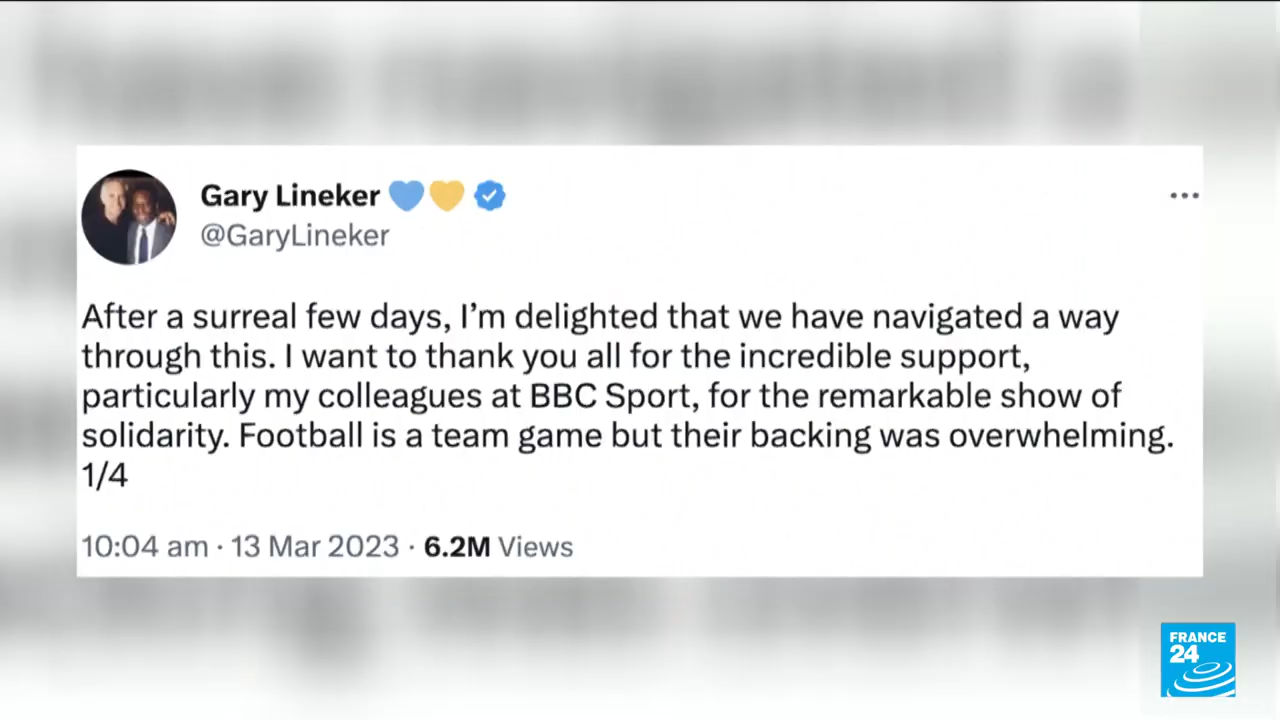 Gary Lineker 💙💛
@GaryLineker
After a surreal few days, I’m delighted that we have navigated a way
through this. I want to thank you all for the incredible support,
particularly my colleagues at BBC Sport, for the remarkable show of
solidarity. Football is a team game but their backing was overwhelming.
1/4
10:04 am · 13 Mar 2023 · 6.2M Views
FRANCE
24